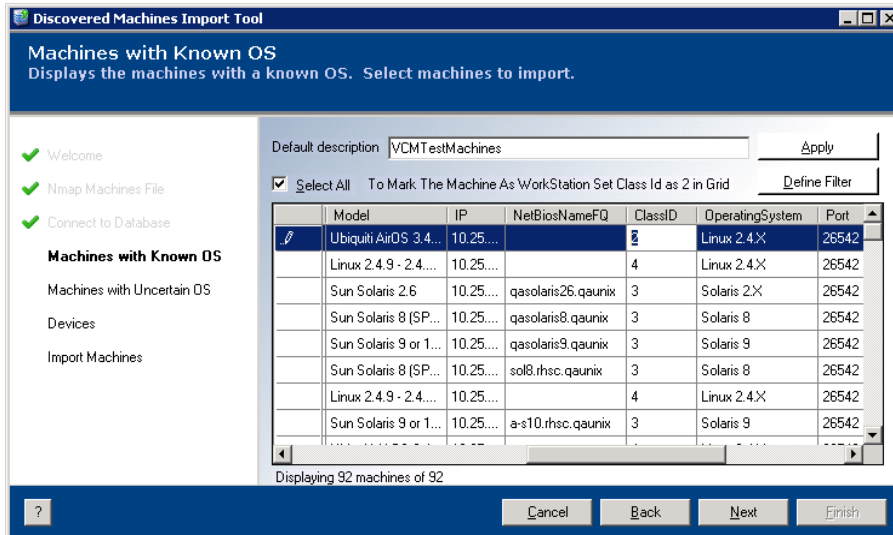 Discovered Machines Import Tool
Machines with Known OS
Displays the machines with a known OS. Select machines to import.
Welcome
Nmap Machines File
Connect to Database
Machines with Known OS
Machines with Uncertain OS
Devices
Import Machines
Default description VCMTestMachines Apply
Select All To Mark The Machine As WorkStation Set Class Id as 2 in Grid Define Filter
Model IP NetBiosNameFQ ClassID OperatingSystem Port
Ubiquiti AirOS 3.4... 10.25.... 2 Linux 2.4.X 26542
Linux 2.4.9 - 2.4.... 10.25.... 4 Linux 2.4.X 26542
Sun Solaris 2.6 10.25.... qasolaris26.qaunix 3 Solaris 2.X 26542
Sun Solaris 8 (SP... 10.25.... qasolaris8.qaunix 3 Solaris 8 26542
Sun Solaris 9 or 1... 10.25.... qasolaris9.qaunix 3 Solaris 9 26542
Sun Solaris 8 (SP... 10.25.... sol8.rhsc.qaunix 3 Solaris 8 26542
Linux 2.4.9 - 2.4.... 10.25.... 4 Linux 2.4.X 26542
Sun Solaris 9 or 1... 10.25.... a-s10.rhsc.qaunix 3 Solaris 9 26542
Displaying 92 machines of 92
? Cancel Back Next Finish